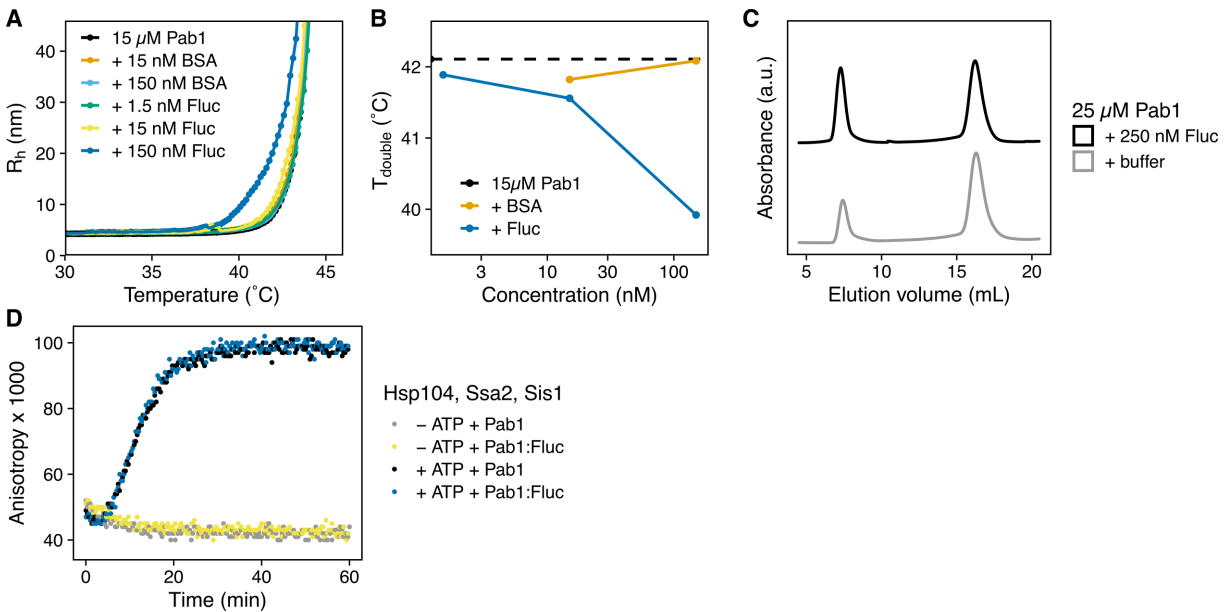 A
R_h (nm)
40
30
20
10
0
15 µM Pab1
+ 15 nM BSA
+ 150 nM BSA
+ 1.5 nM Fluc
+ 15 nM Fluc
+ 150 nM Fluc
30
35
40
45
Temperature (˚C)
B
T_double (˚C)
42
41
40
15µM Pab1
+ BSA
+ Fluc
3
10
30
100
Concentration (nM)
C
Absorbance (a.u.)
5
10
15
20
Elution volume (mL)
25 µM Pab1
+ 250 nM Fluc
+ buffer
D
Anisotropy x 1000
100
80
60
40
0
20
40
60
Time (min)
Hsp104, Ssa2, Sis1
− ATP + Pab1
− ATP + Pab1:Fluc
+ ATP + Pab1
+ ATP + Pab1:Fluc